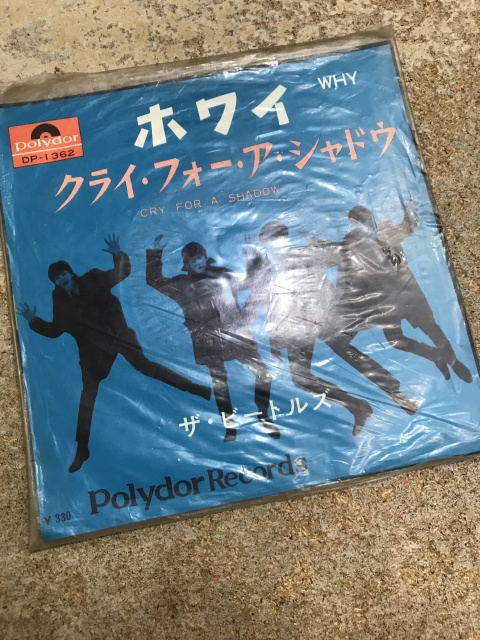 ホワイ WHY
polydor
DP-1362
クライ・フォー・ア・シャドウ
CRY FOR A SHADOW
ザ・ビートルズ
Polydor Records
¥ 330